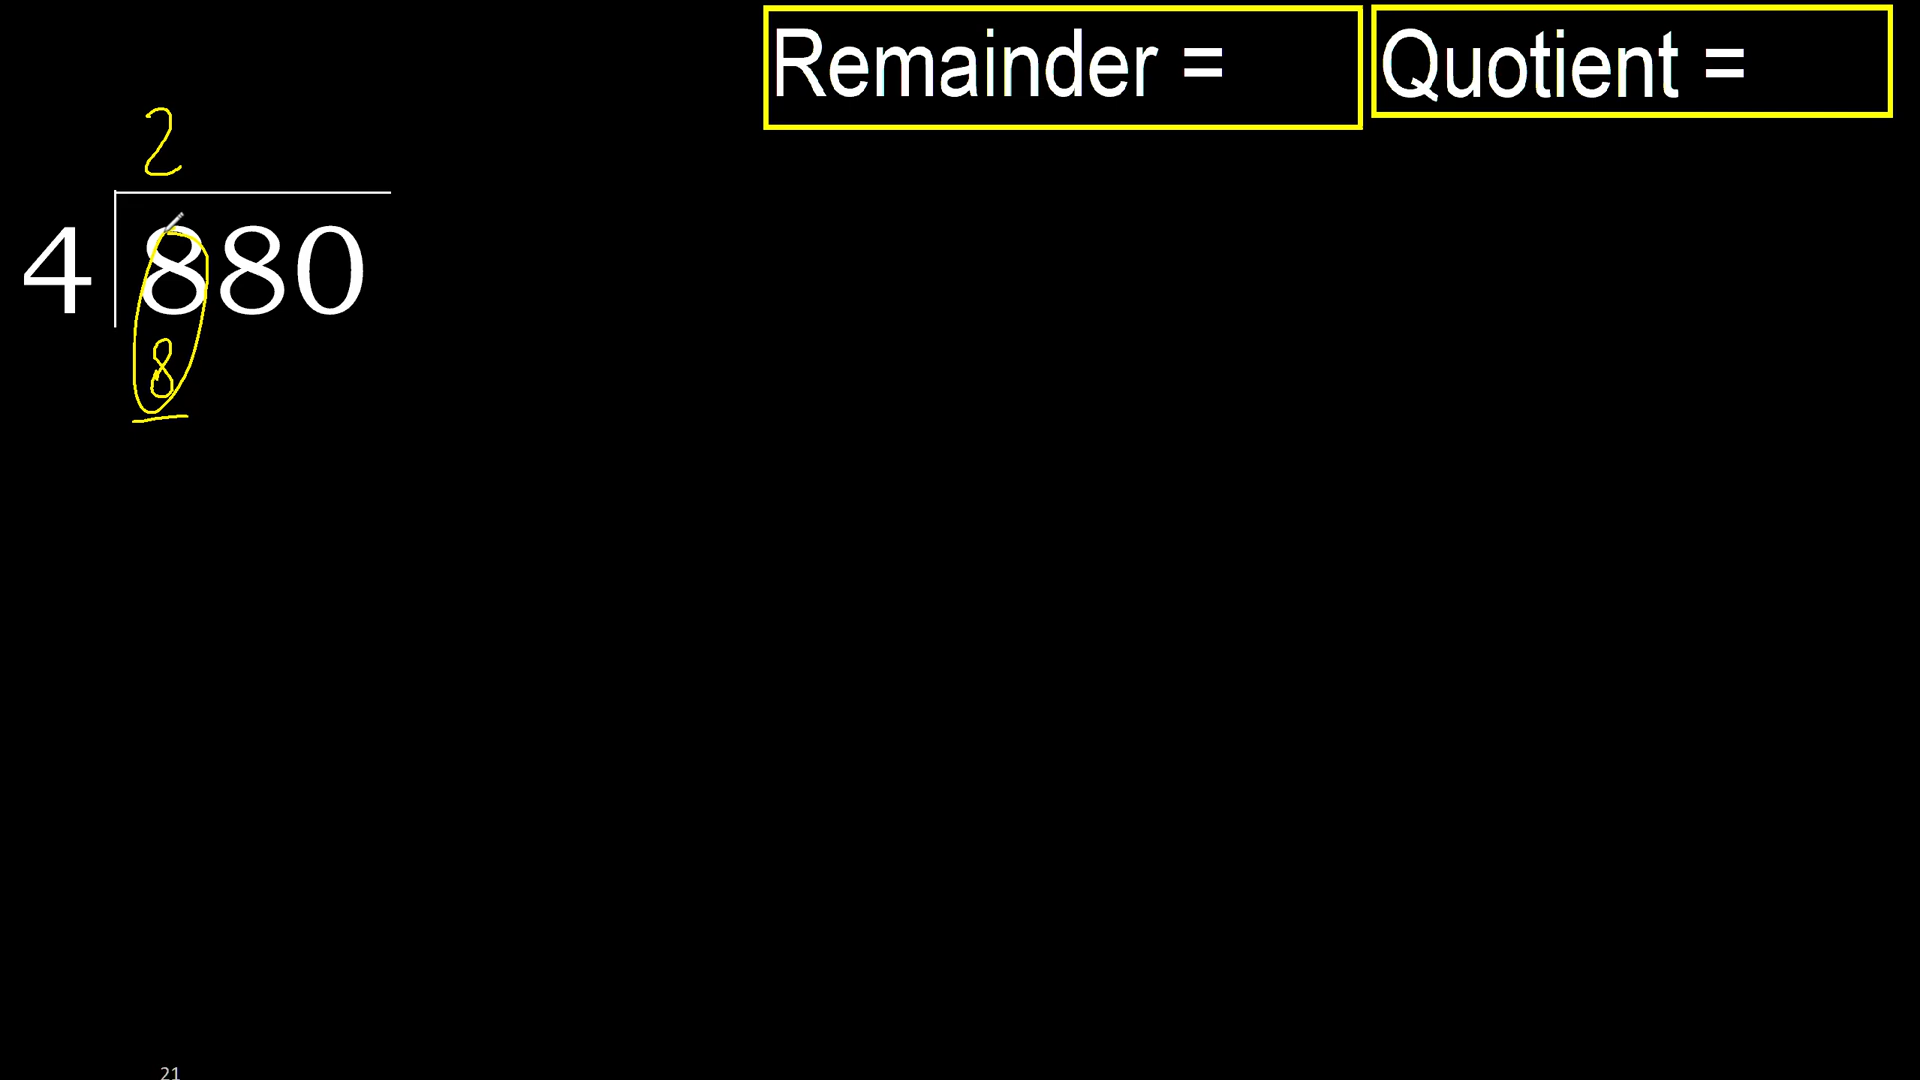 Remainder = Quotient =
2
4 880
8
21